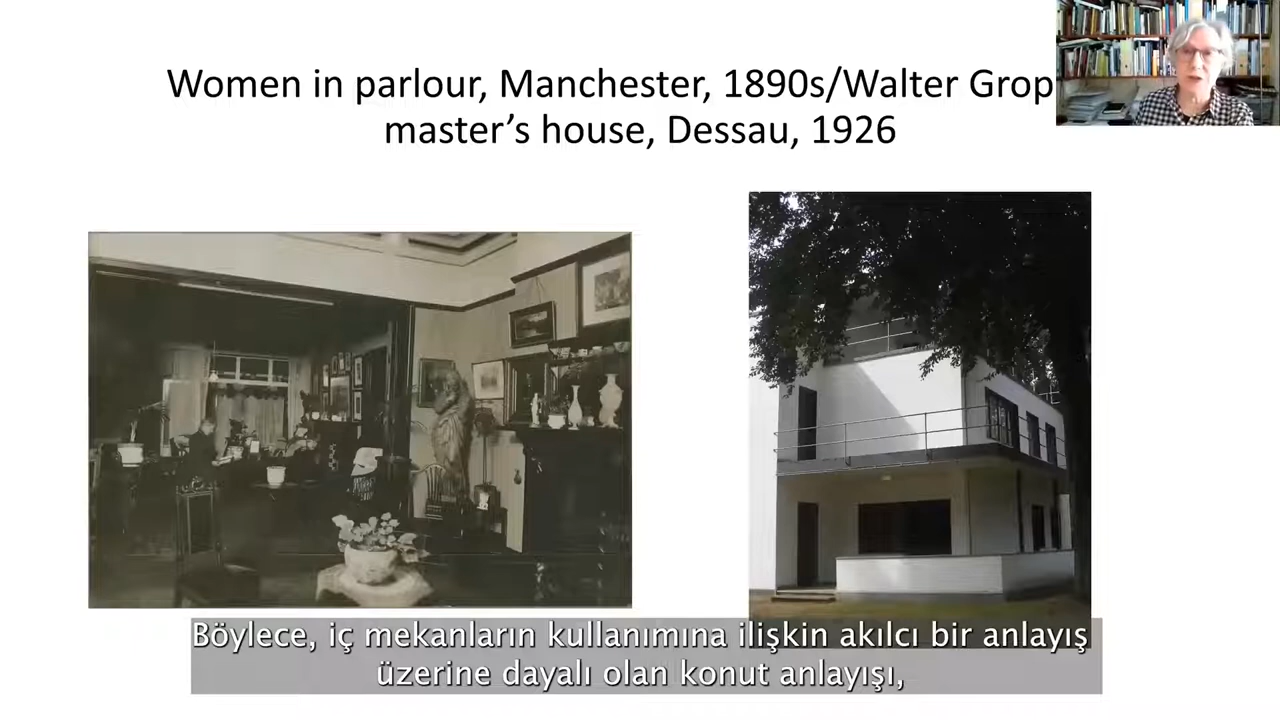 Women in parlour, Manchester, 1890s/Walter Grop
master's house, Dessau, 1926
Böylece, iç mekanların kullanımına ilişkin akılcı bir anlayış
üzerine dayalı olan konut anlayışı,